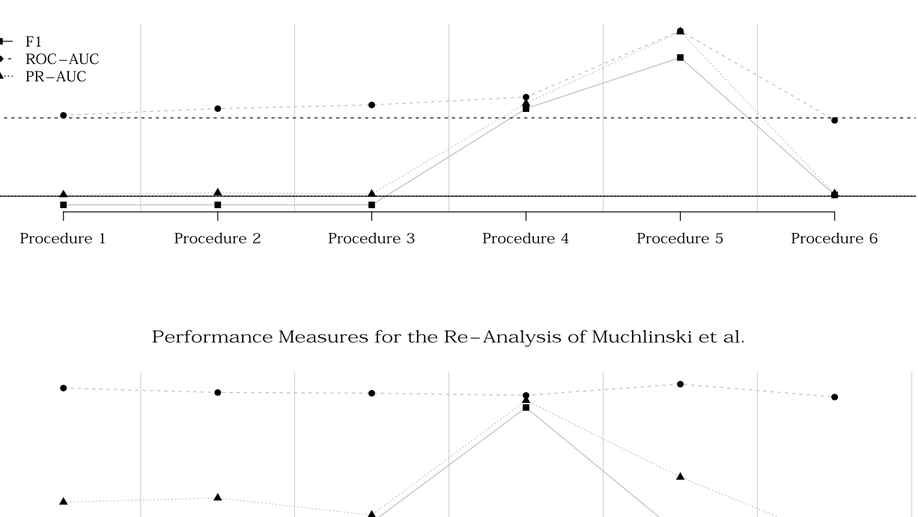 F1
ROC−AUC
PR−AUC
Procedure 1 Procedure 2 Procedure 3 Procedure 4 Procedure 5 Procedure 6
Performance Measures for the Re−Analysis of Muchlinski et al.